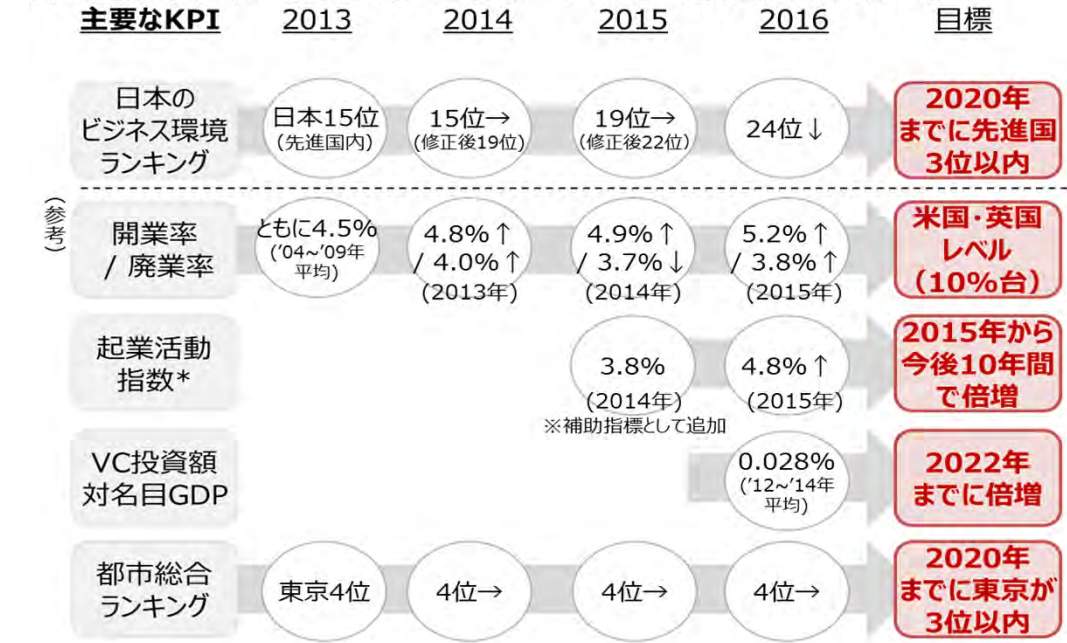 主要なKPI 2013 2014 2015 2016 目標
日本の
ビジネス環境
ランキング
日本15位
(先進国内)
15位→
(修正後19位)
19位→
(修正後22位)
24位↓
2020年
までに先進国
3位以内
(参考)
開業率
/ 廃業率
ともに4.5%
('04~'09年
平均)
4.8%↑
/ 4.0%↑
(2013年)
4.9%↑
/ 3.7%↓
(2014年)
5.2%↑
/ 3.8%↑
(2015年)
米国・英国
レベル
(10%台)
起業活動
指数*
3.8%
(2014年)
※補助指標として追加
4.8%↑
(2015年)
2015年から
今後10年間
で倍増
VC投資額
対名目GDP
0.028%
('12~'14年
平均)
2022年
までに倍増
都市総合
ランキング
東京4位
4位→
4位→
4位→
2020年
までに東京が
3位以内